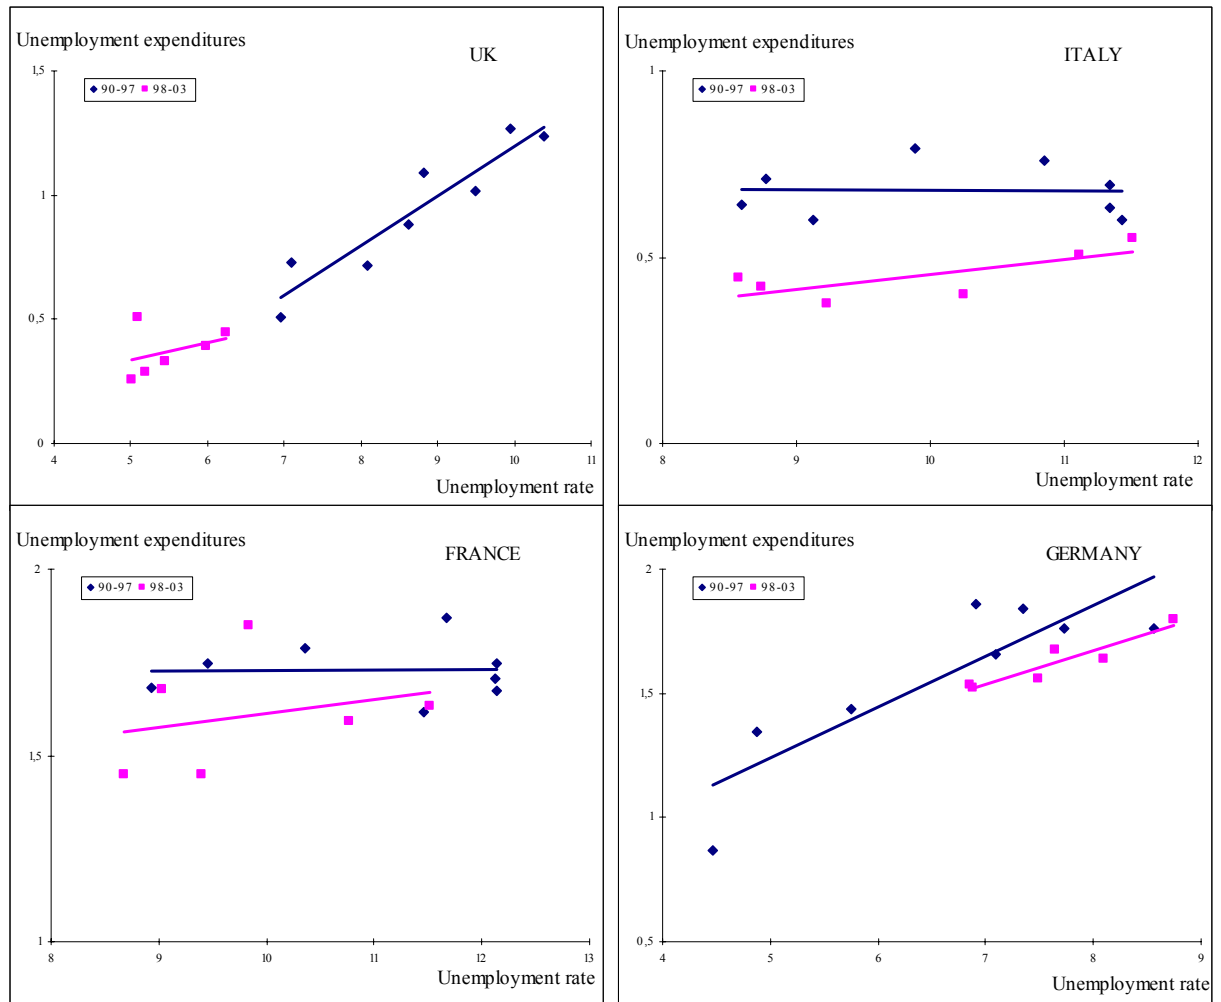 Unemployment expenditures
UK
1,5
90-97 98-03
1
0,5
0
4 5 6 7 8 9 10 11
Unemployment rate
Unemployment expenditures
ITALY
1
90-97 98-03
0,5
0
8 9 10 11 12
Unemployment rate
Unemployment expenditures
FRANCE
2
90-97 98-03
1,5
1
8 9 10 11 12 13
Unemployment rate
Unemployment expenditures
GERMANY
2
90-97 98-03
1,5
1
0,5
4 5 6 7 8 9
Unemployment rate